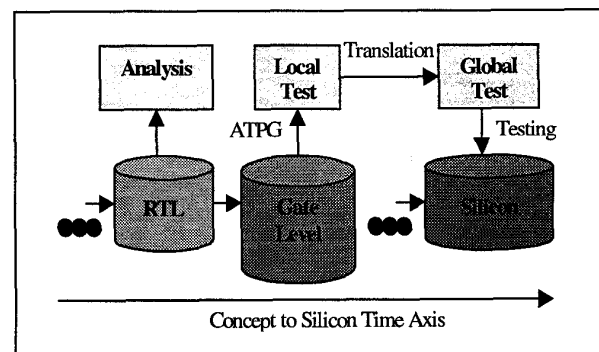 Analysis
Local
Test
Translation
Global
Test
ATPG
Testing
RTL
Gate
Level
Silicon
Concept to Silicon Time Axis